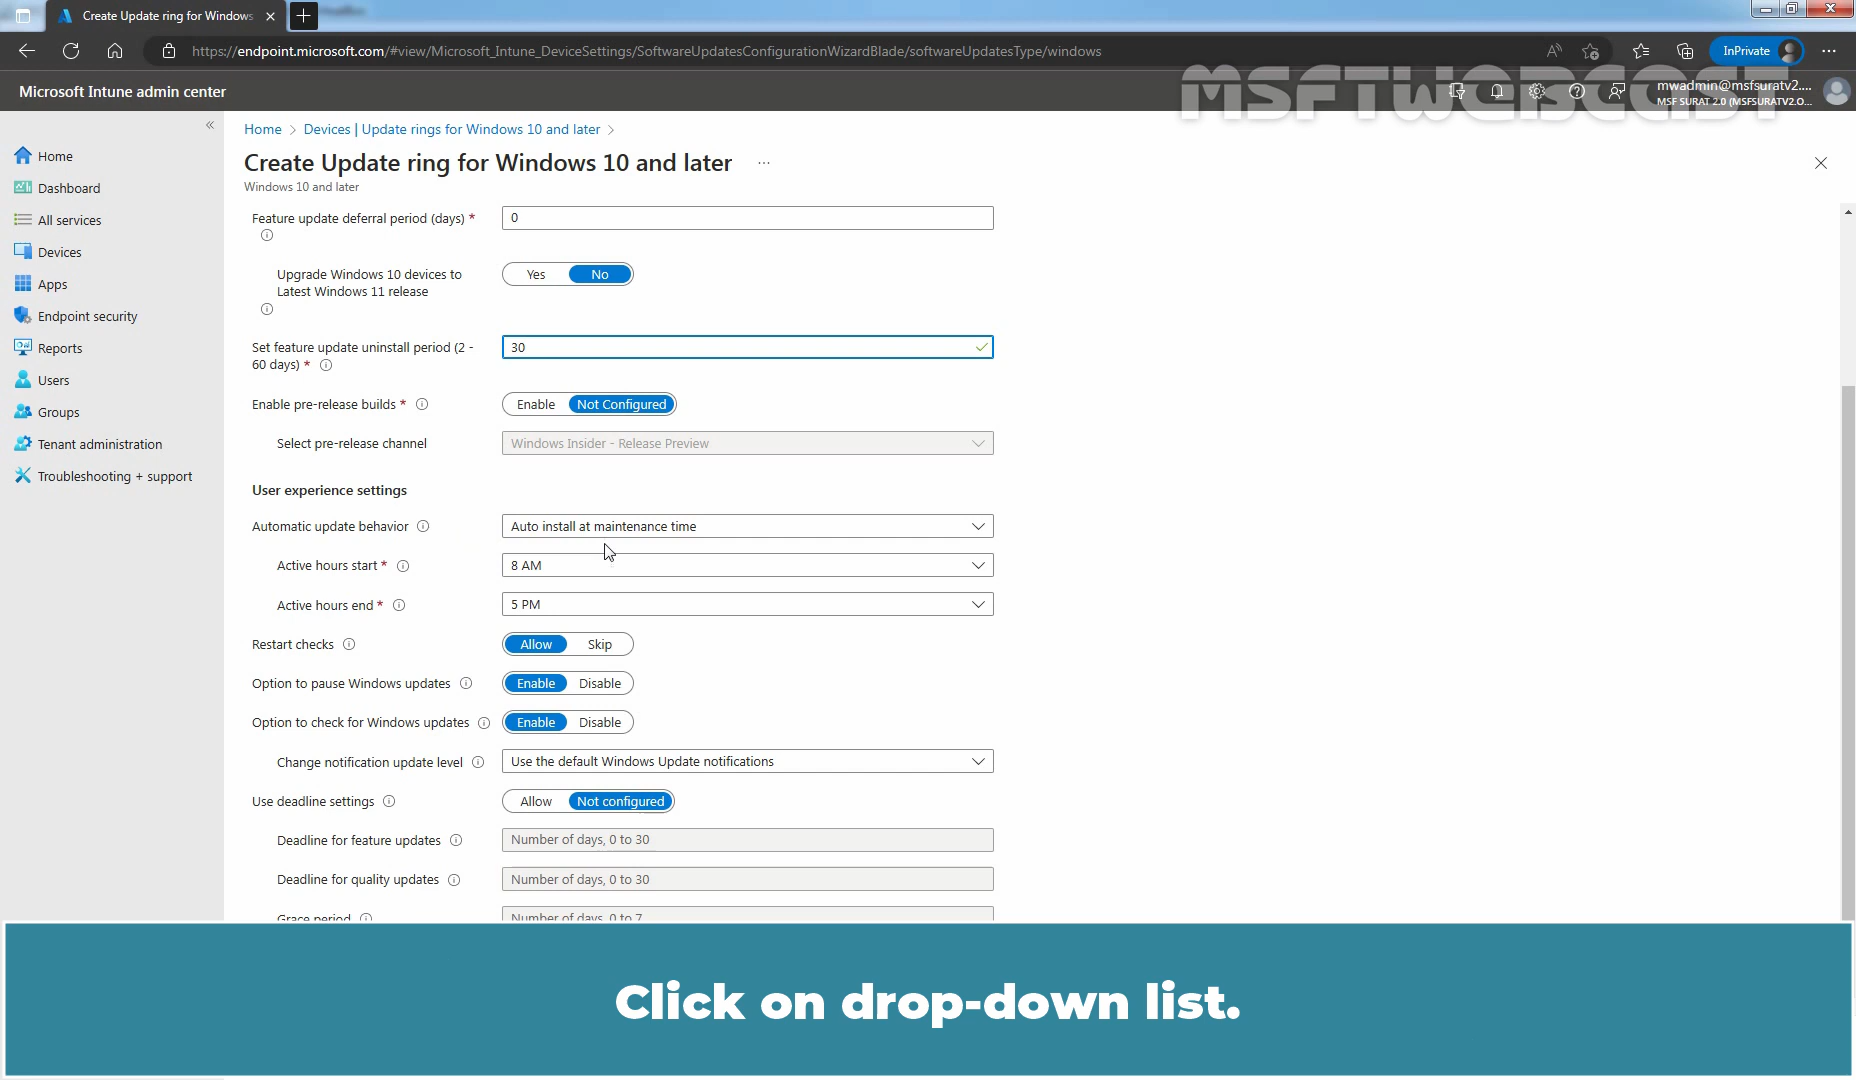 Create Update ring for Windows
https://endpoint.microsoft.com/#view/Microsoft_Intune_DeviceSettings/SoftwareUpdatesConfigurationWizardBlade/softwareUpdatesType/windows
InPrivate
Microsoft Intune admin center
MSFTWEBCAST
mwadmin@msfsuratv2....
MSF SURAT 2.0 (MSFSURATV2.O...
Home
Dashboard
All services
Devices
Apps
Endpoint security
Reports
Users
Groups
Tenant administration
Troubleshooting + support
Home > Devices | Update rings for Windows 10 and later >
Create Update ring for Windows 10 and later ...
Windows 10 and later
Feature update deferral period (days) * 0
Upgrade Windows 10 devices to Yes No
Latest Windows 11 release
Set feature update uninstall period (2 - 30
60 days) *
Enable pre-release builds * Enable Not Configured
Select pre-release channel Windows Insider - Release Preview
User experience settings
Automatic update behavior Auto install at maintenance time
Active hours start * 8 AM
Active hours end * 5 PM
Restart checks Allow Skip
Option to pause Windows updates Enable Disable
Option to check for Windows updates Enable Disable
Change notification update level Use the default Windows Update notifications
Use deadline settings Allow Not configured
Deadline for feature updates Number of days, 0 to 30
Deadline for quality updates Number of days, 0 to 30
Grace period Number of days, 0 to 7
Click on drop-down list.